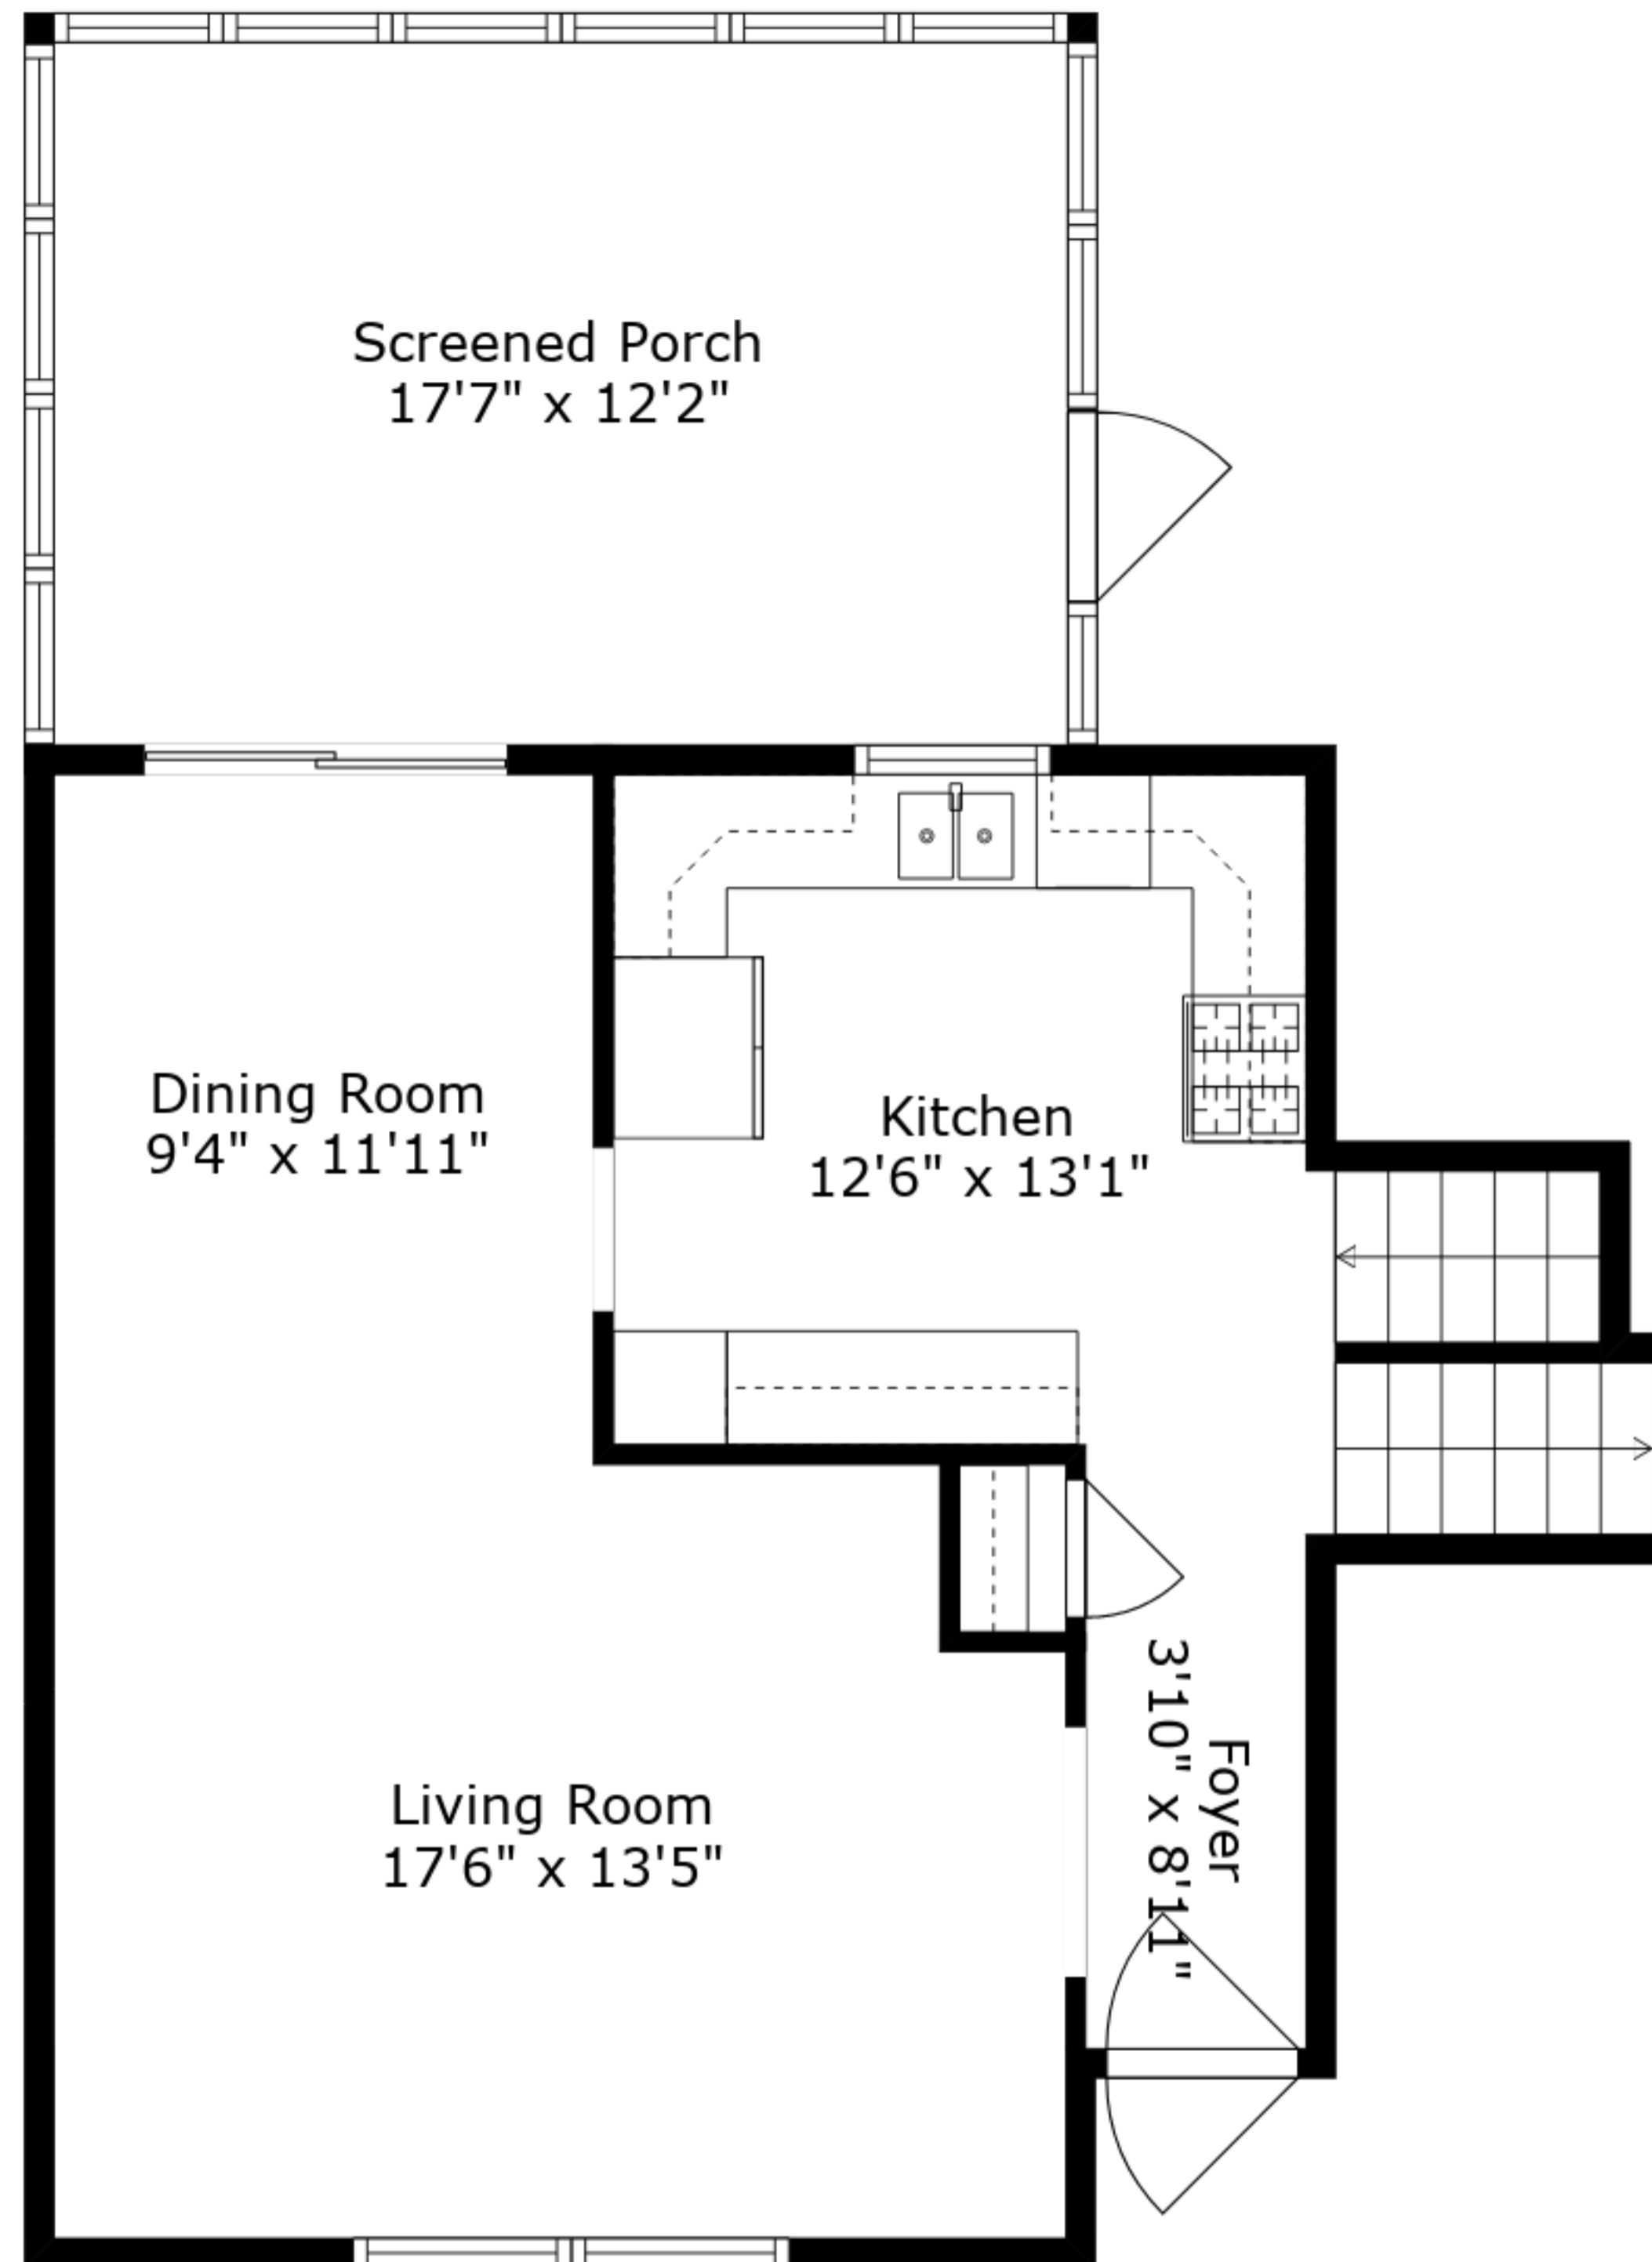 Screened Porch
17'7" x 12'2"
Dining Room
9'4" x 11'11"
Kitchen
12'6" x 13'1"
Living Room
17'6" x 13'5"
Foyer
3'10" x 8'11"